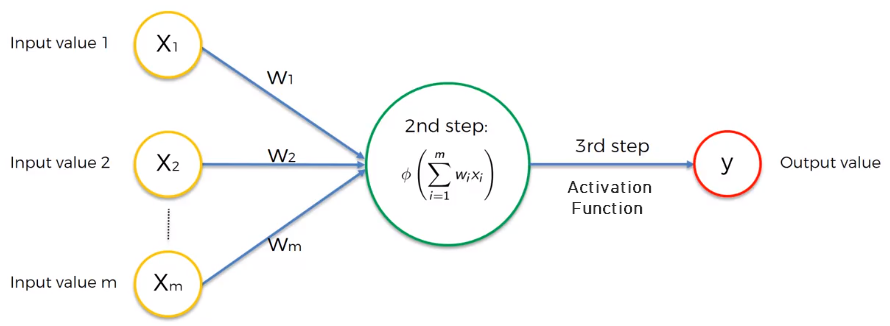 Input value 1
X1
W1
2nd step:
ϕ (∑_{i=1}^{m} w_i x_i)
3rd step
Activation
Function
y
Output value
Input value 2
X2
W2
Input value m
Xm
Wm